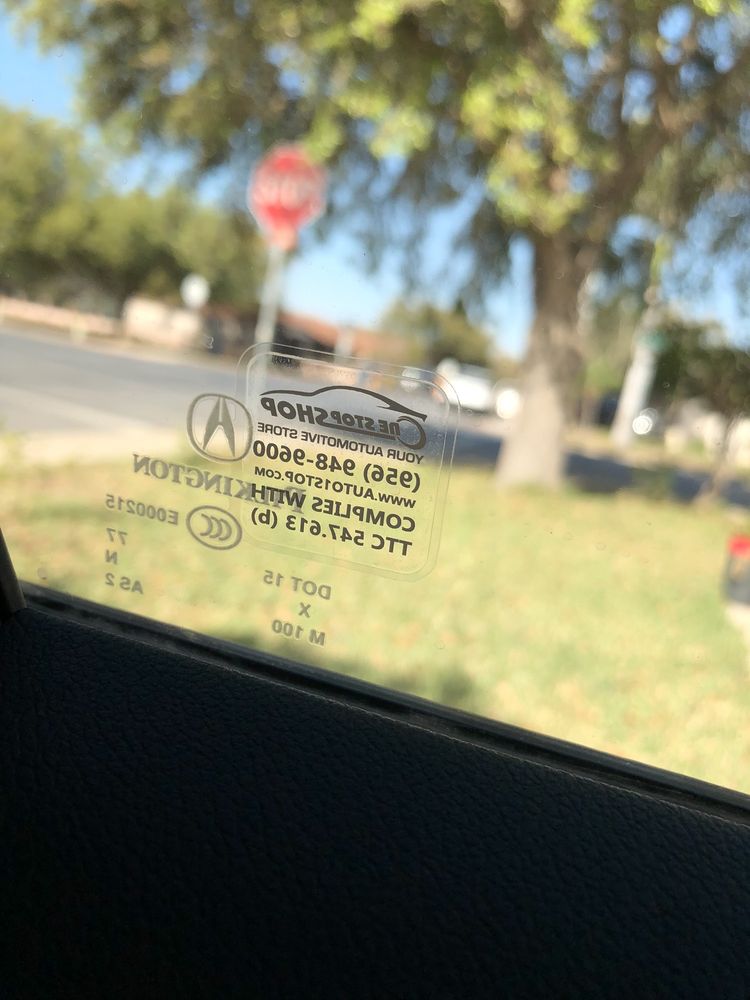 ONE STOP SHOP
YOUR AUTOMOTIVE STORE
(956) 948-9600
www.AUTO1STOP.com
COMPLIES WITH
TTC 547.613 (b)
PILKINGTON
E000215
77
N
AS 2
DOT 15
X
M 100
STOP